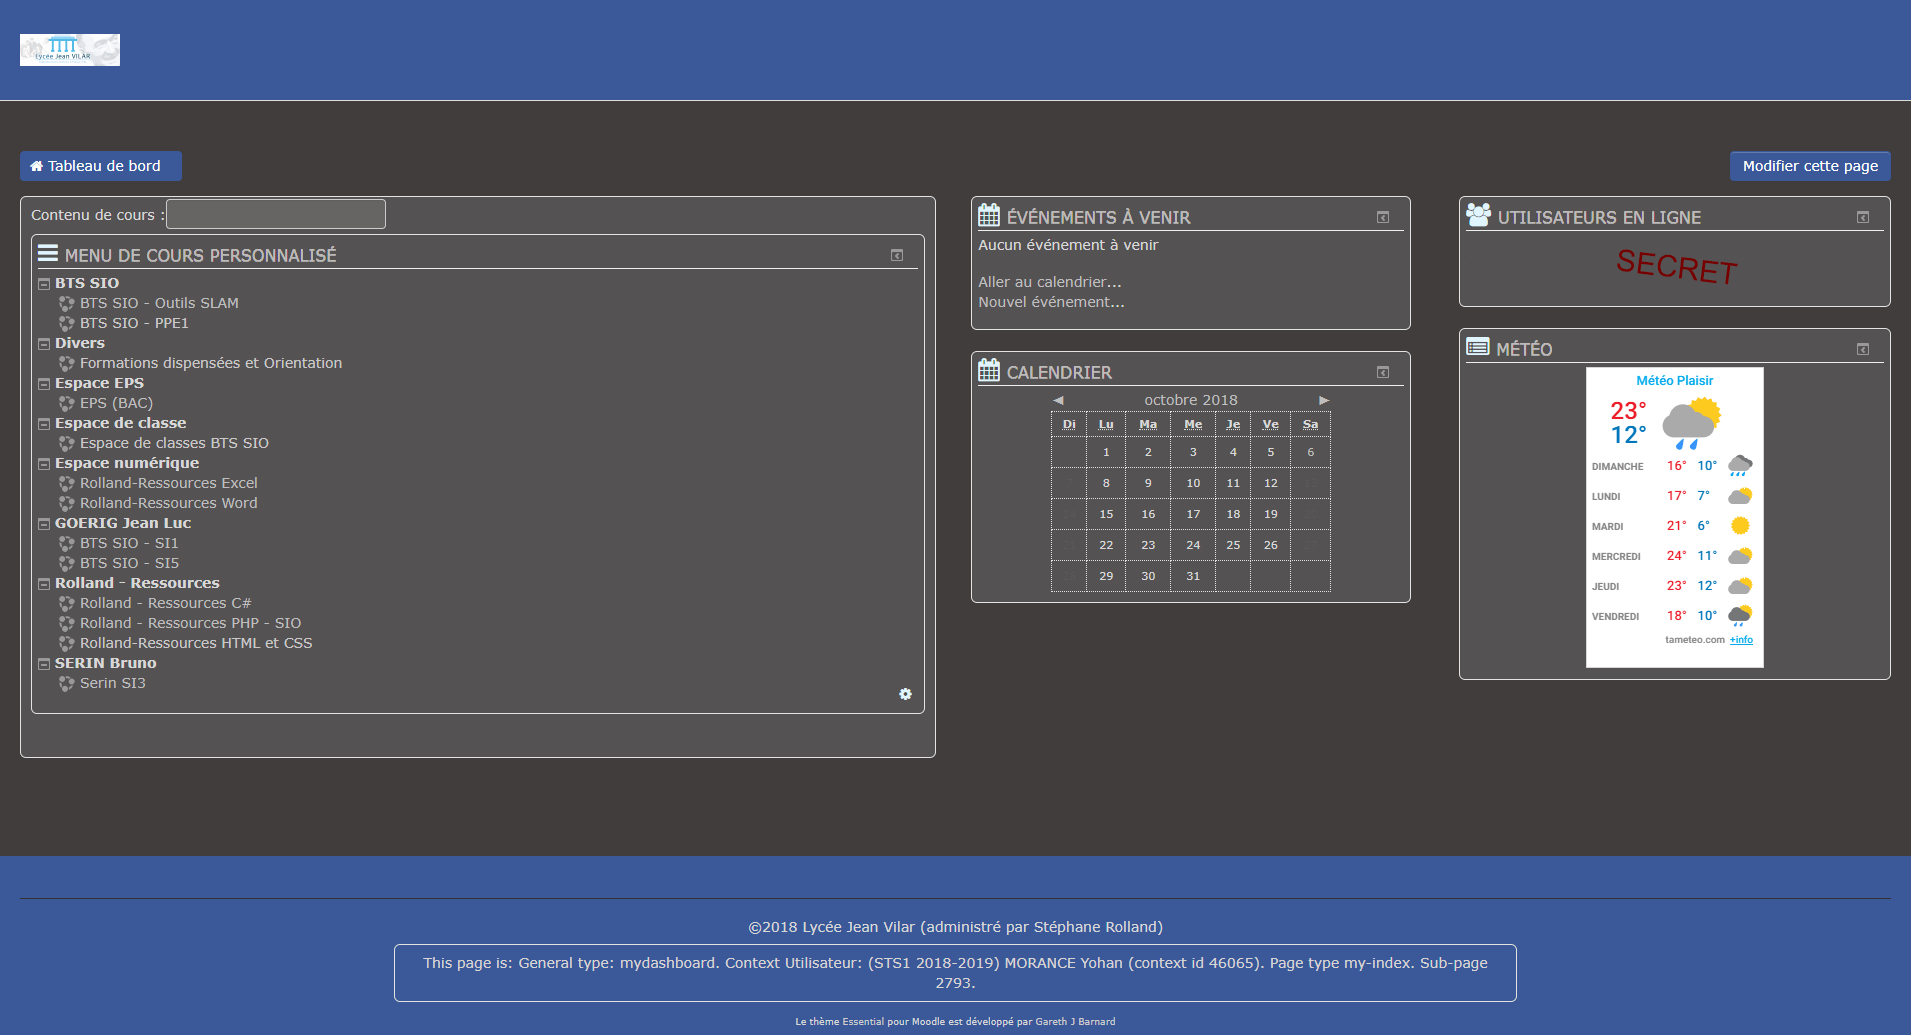 Lycée Jean VILAR
Tableau de bord
Modifier cette page
Contenu de cours :
MENU DE COURS PERSONNALISÉ
BTS SIO
BTS SIO - Outils SLAM
BTS SIO - PPE1
Divers
Formations dispensées et Orientation
Espace EPS
EPS (BAC)
Espace de classe
Espace de classes BTS SIO
Espace numérique
Rolland-Ressources Excel
Rolland-Ressources Word
GOERIG Jean Luc
BTS SIO - SI1
BTS SIO - SI5
Rolland - Ressources
Rolland - Ressources C#
Rolland - Ressources PHP - SIO
Rolland-Ressources HTML et CSS
SERIN Bruno
Serin SI3
ÉVÉNEMENTS À VENIR
Aucun événement à venir
Aller au calendrier...
Nouvel événement...
CALENDRIER
◄ octobre 2018 ►
Di Lu Ma Me Je Ve Sa
1 2 3 4 5 6
8 9 10 11 12
15 16 17 18 19
22 23 24 25 26
29 30 31
UTILISATEURS EN LIGNE
SECRET
MÉTÉO
Météo Plaisir
23°
12°
DIMANCHE 16° 10°
LUNDI 17° 7°
MARDI 21° 6°
MERCREDI 24° 11°
JEUDI 23° 12°
VENDREDI 18° 10°
tameteo.com +info
©2018 Lycée Jean Vilar (administré par Stéphane Rolland)
This page is: General type: mydashboard. Context Utilisateur: (STS1 2018-2019) MORANCE Yohan (context id 46065). Page type my-index. Sub-page
2793.
Le thème Essential pour Moodle est développé par Gareth J Barnard